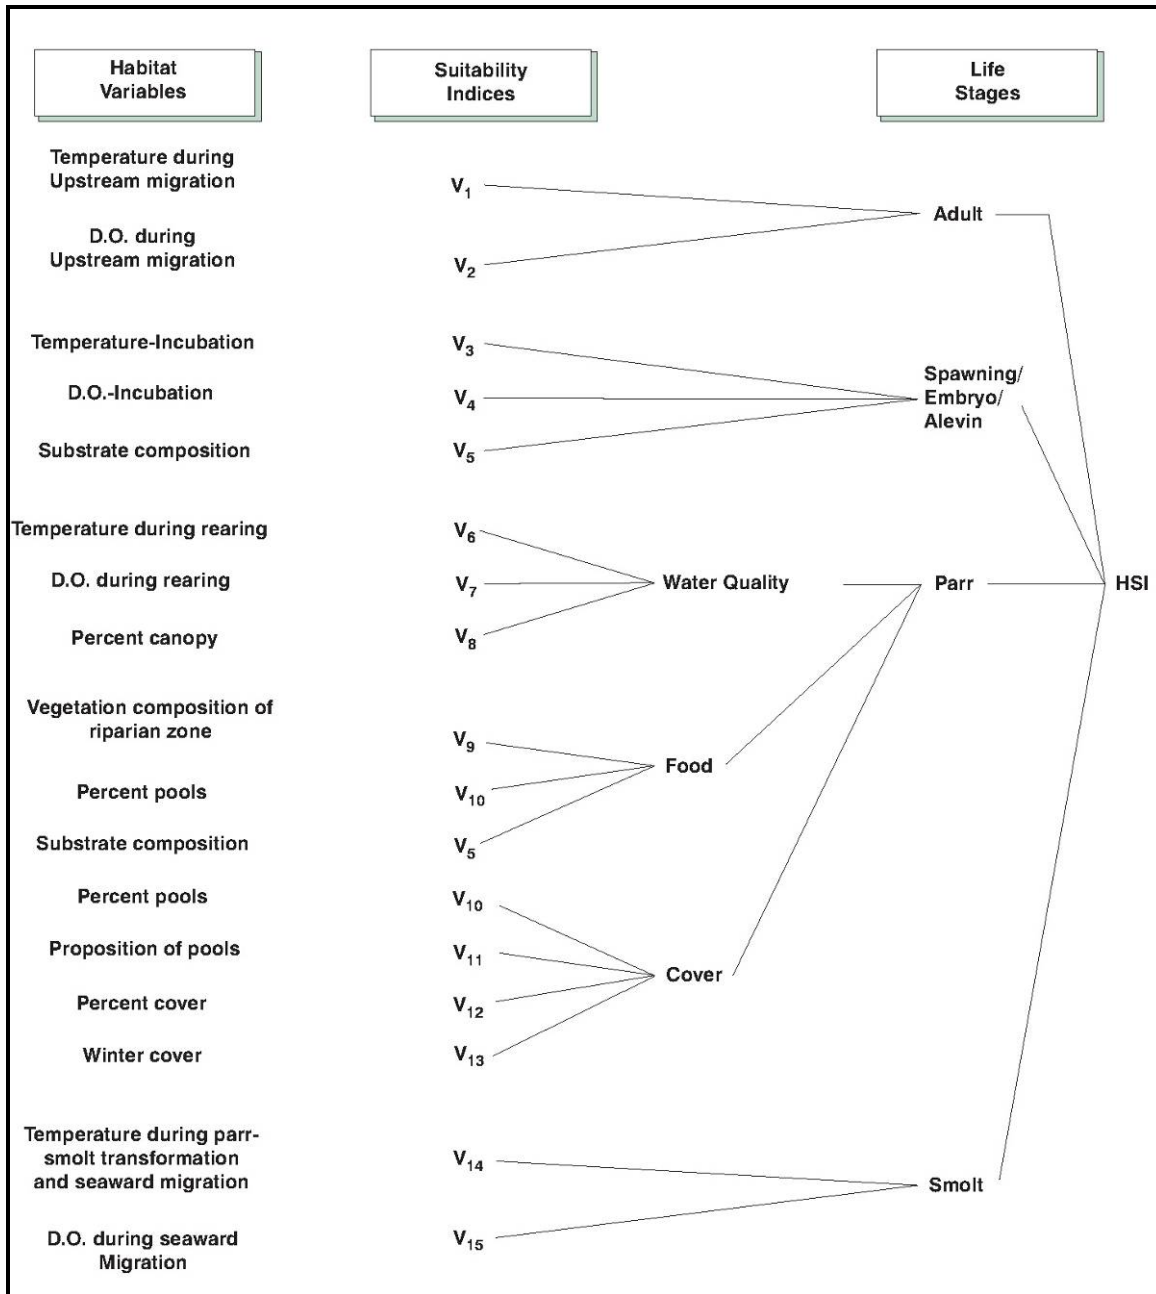 Habitat
Variables
Suitability
Indices
Life
Stages
Temperature during
Upstream migration
V1
Adult
D.O. during
Upstream migration
V2
Temperature-Incubation
V3
D.O.-Incubation
V4
Spawning/
Embryo/
Alevin
Substrate composition
V5
Temperature during rearing
V6
D.O. during rearing
V7
Water Quality
Parr
HSI
Percent canopy
V8
Vegetation composition of
riparian zone
V9
Food
Percent pools
V10
Substrate composition
V5
Percent pools
V10
Proposition of pools
V11
Cover
Percent cover
V12
Winter cover
V13
Temperature during parr-
smolt transformation
and seaward migration
V14
Smolt
D.O. during seaward
Migration
V15